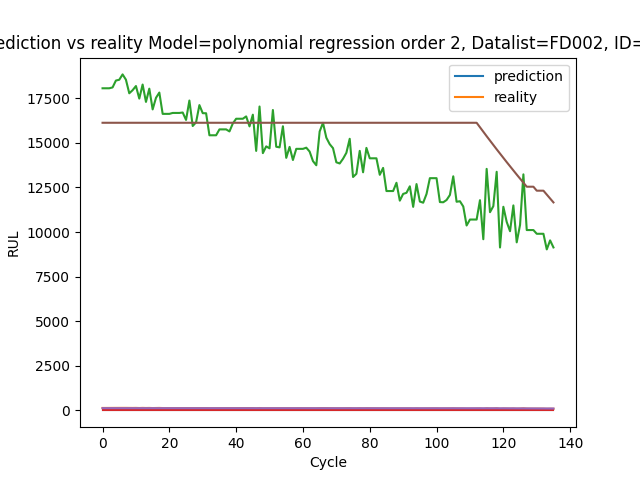 ediction vs reality Model=polynomial regression order 2, Datalist=FD002, ID=
prediction
reality
17500
15000
12500
10000
7500
5000
2500
0
RUL
0 20 40 60 80 100 120 140
Cycle